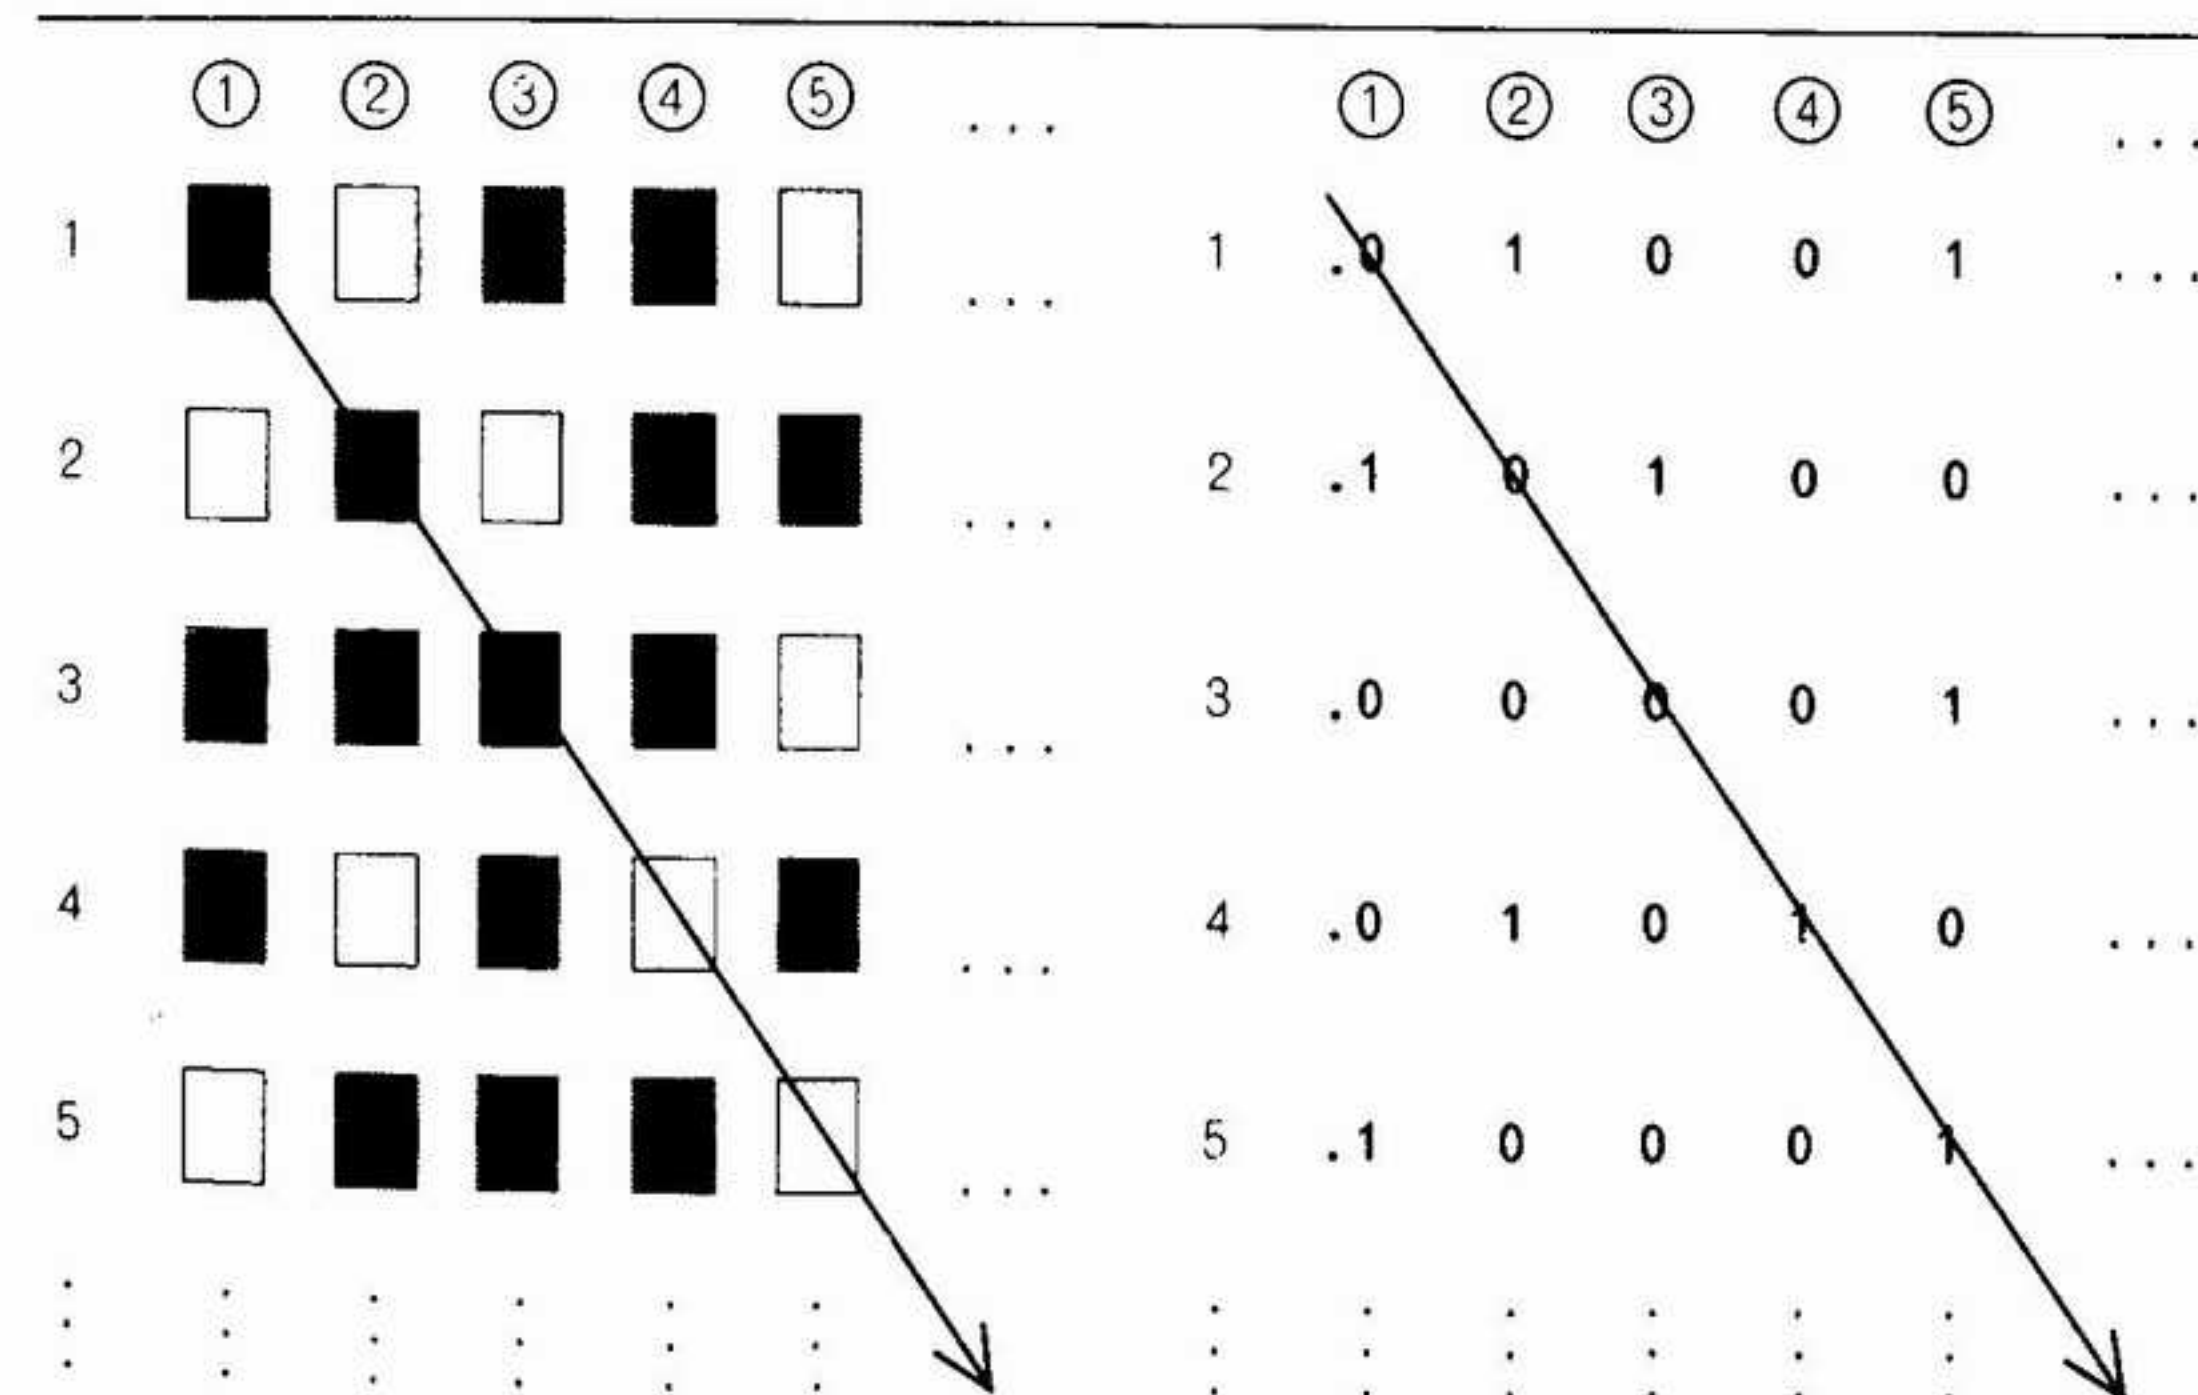 ① ② ③ ④ ⑤ ... ① ② ③ ④ ⑤ ...
1 ... 1 .0 1 0 0 1 ...
2 ... 2 .1 0 1 0 0 ...
3 ... 3 .0 0 0 0 1 ...
4 ... 4 .0 1 0 1 0 ...
5 ... 5 .1 0 0 0 1 ...